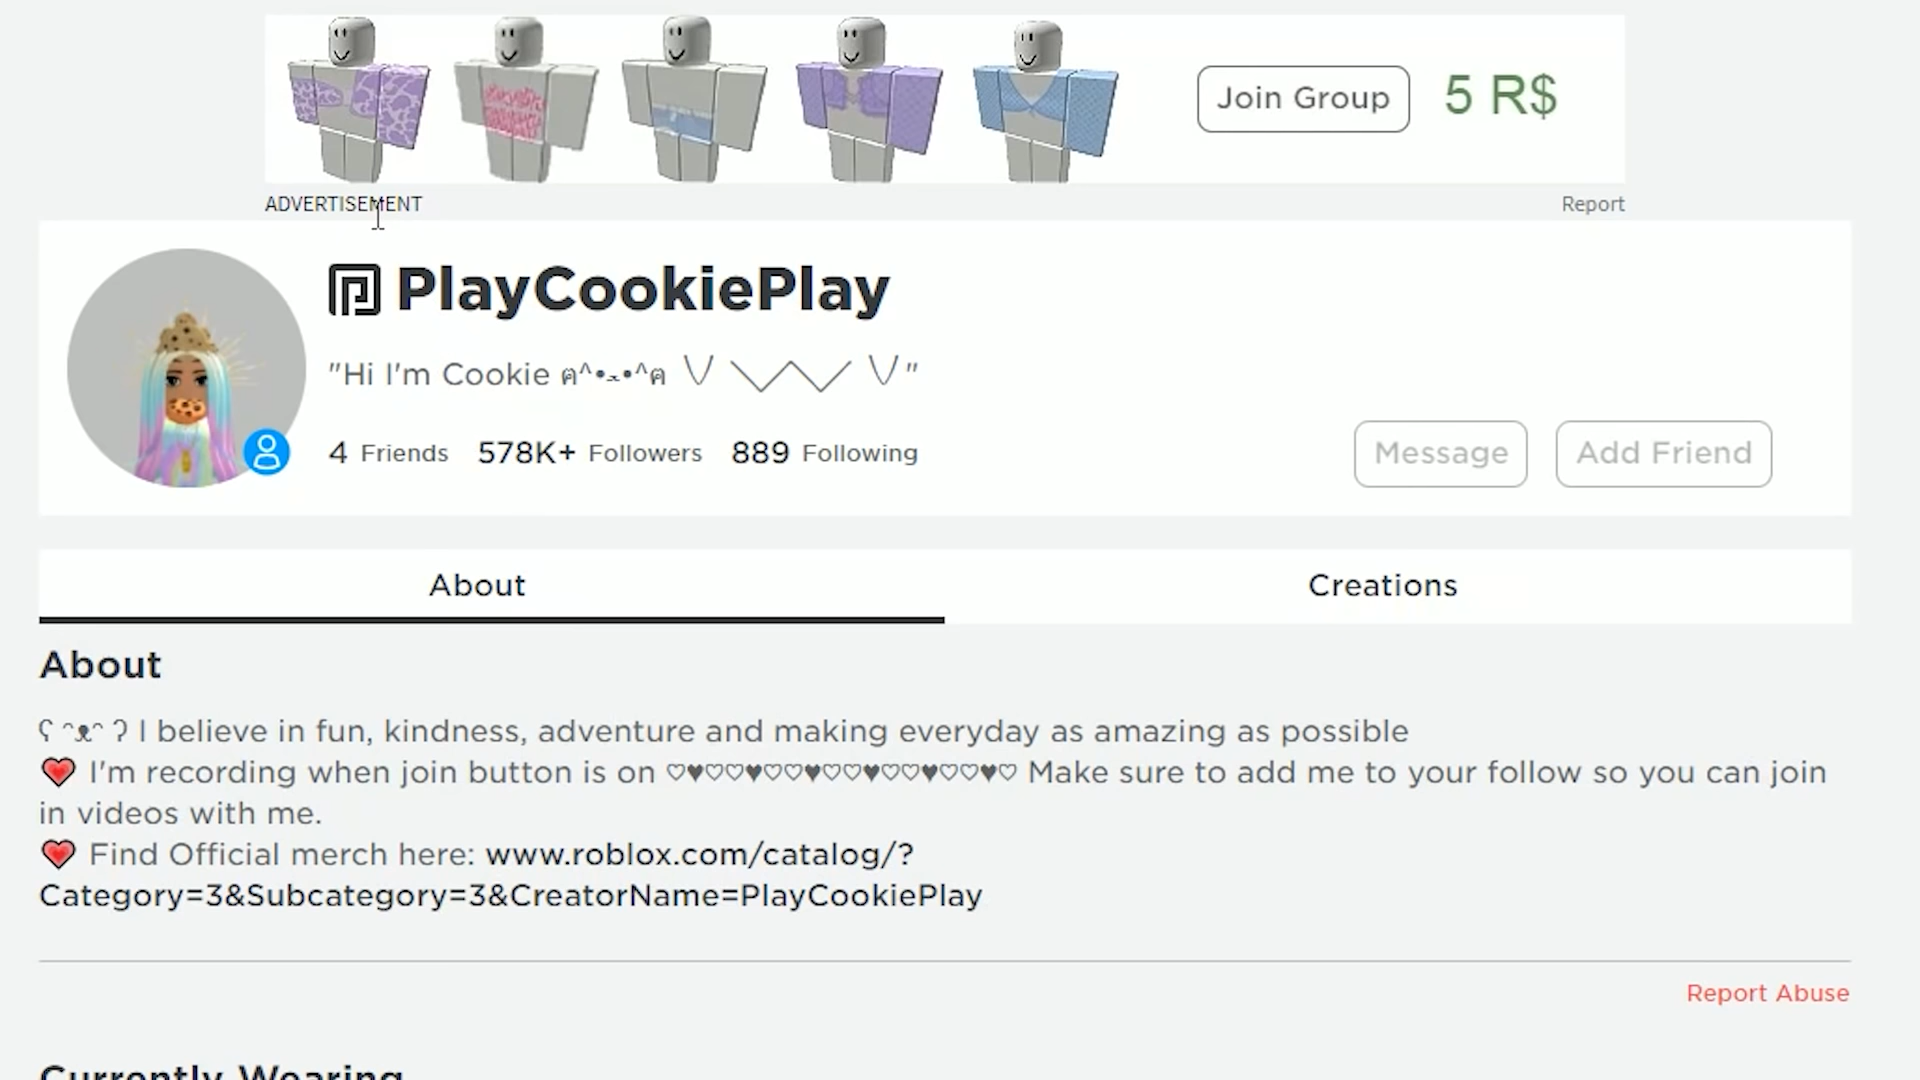 Join Group 5 R$
ADVERTISEMENT Report
PlayCookiePlay
"Hi I'm Cookie ฅ^•ﻌ•^ฅ \/ \/\/ \/"
4 Friends 578K+ Followers 889 Following
Message Add Friend
About Creations
About
ʕ ᵔᴥᵔ ʔ I believe in fun, kindness, adventure and making everyday as amazing as possible
❤️ I'm recording when join button is on ♡♥♡♡♥♡♡♥♡♡♥♡♡♥♡♡♥♡ Make sure to add me to your follow so you can join
in videos with me.
❤️ Find Official merch here: www.roblox.com/catalog/?
Category=3&Subcategory=3&CreatorName=PlayCookiePlay
Report Abuse
Currently Wearing